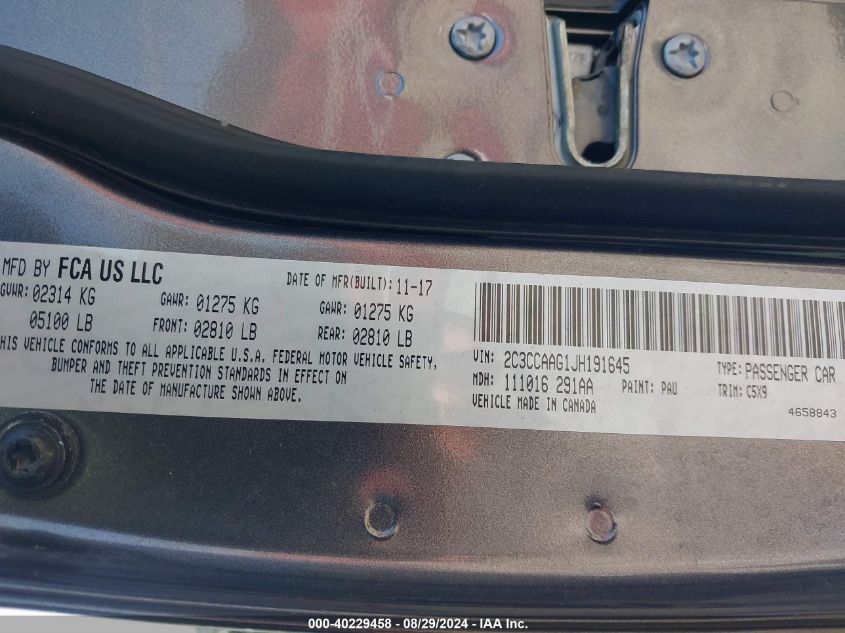 MFD BY FCA US LLC DATE OF MFR(BUILT): 11-17
GVWR: 02314 KG GAWR: 01275 KG GAWR: 01275 KG
05100 LB FRONT: 02810 LB REAR: 02810 LB
THIS VEHICLE CONFORMS TO ALL APPLICABLE U.S.A. FEDERAL MOTOR VEHICLE SAFETY,
BUMPER AND THEFT PREVENTION STANDARDS IN EFFECT ON
THE DATE OF MANUFACTURE SHOWN ABOVE.
VIN: 2C3CCAAG1JH191645 TYPE: PASSENGER CAR
MDH: 111016 291AA PAINT: PAU TRIM: C5X9
VEHICLE MADE IN CANADA 4658843
000-40229458 - 08/29/2024 - IAA Inc.